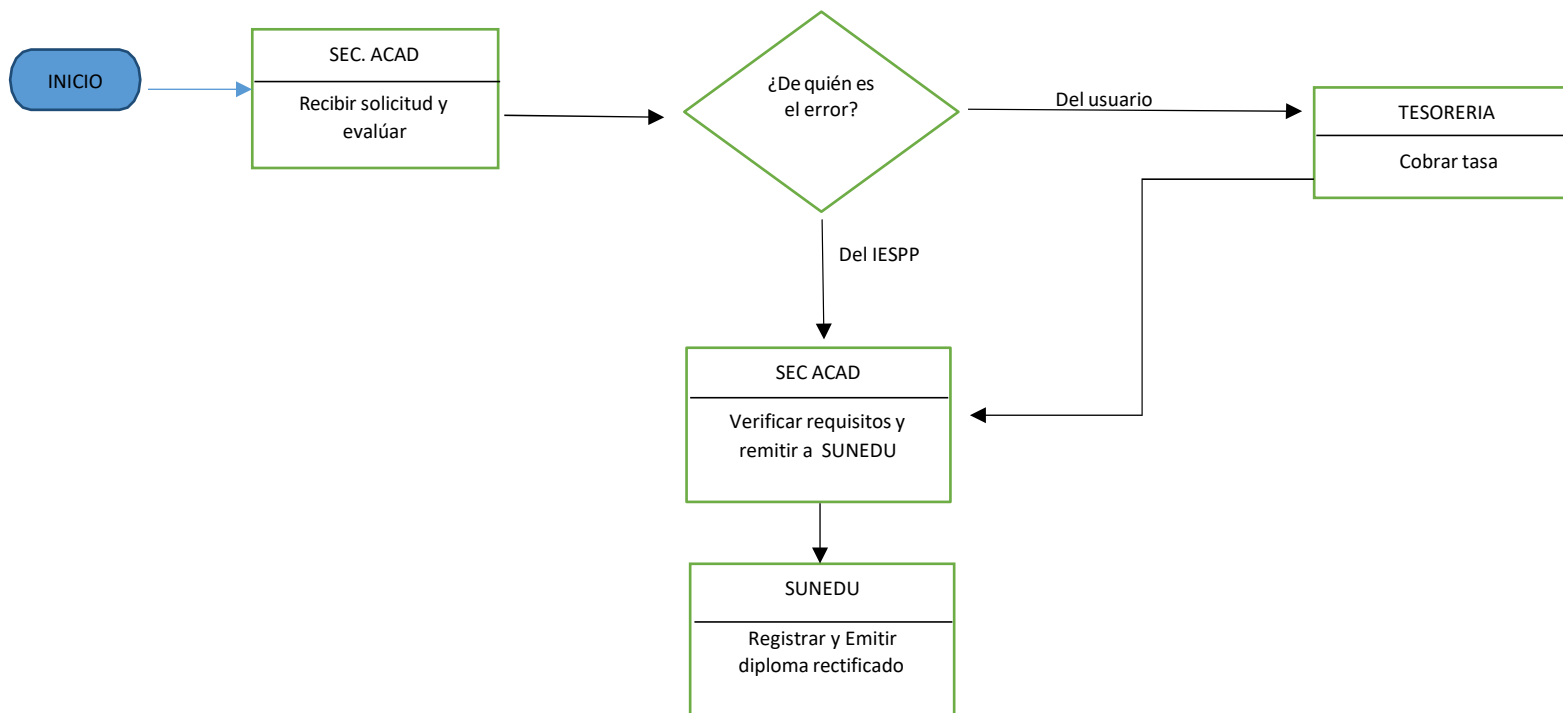 INICIO
SEC. ACAD
Recibir solicitud y
evalúar
¿De quién es
el error?
Del usuario
TESORERIA
Cobrar tasa
Del IESPP
SEC ACAD
Verificar requisitos y
remitir a  SUNEDU
SUNEDU
Registrar y Emitir
diploma rectificado